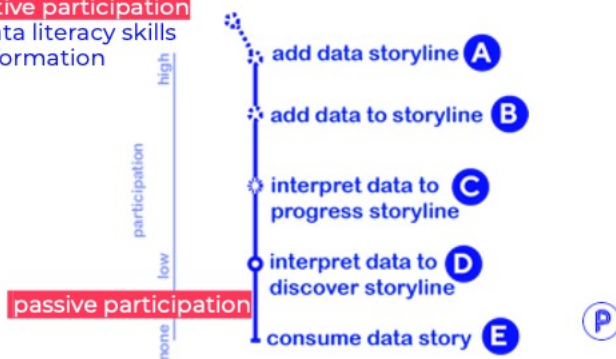 tive participation
ata literacy skills
ormation
add data storyline A
add data to storyline B
interpret data to C
progress storyline
interpret data to D
discover storyline
consume data story E
high
participation
low
none
passive participation
P